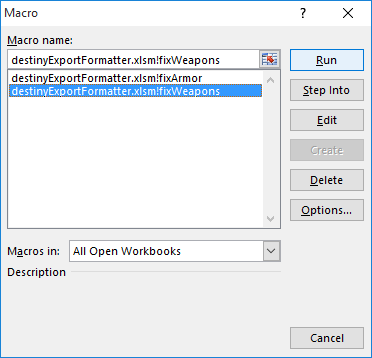 Macro
?
Macro name:
destinyExportFormatter.xlsm!fixWeapons
Run
destinyExportFormatter.xlsm!fixArmor
destinyExportFormatter.xlsm!fixWeapons
Step Into
Edit
Create
Delete
Options...
Macros in:
All Open Workbooks
Description
Cancel